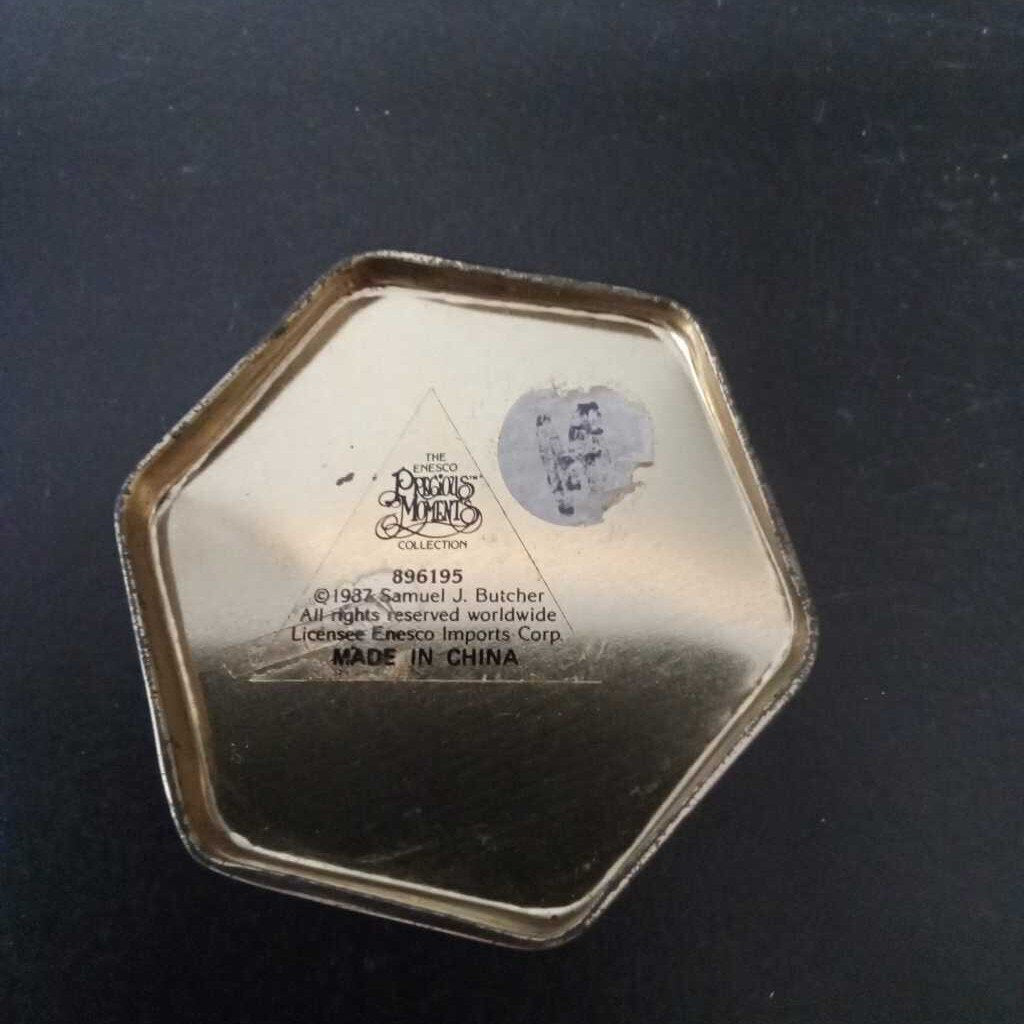 THE
ENESCO
PRECIOUS™
MOMENTS
COLLECTION
896195
©1987 Samuel J. Butcher
All rights reserved worldwide
Licensee Enesco Imports Corp.
MADE IN CHINA